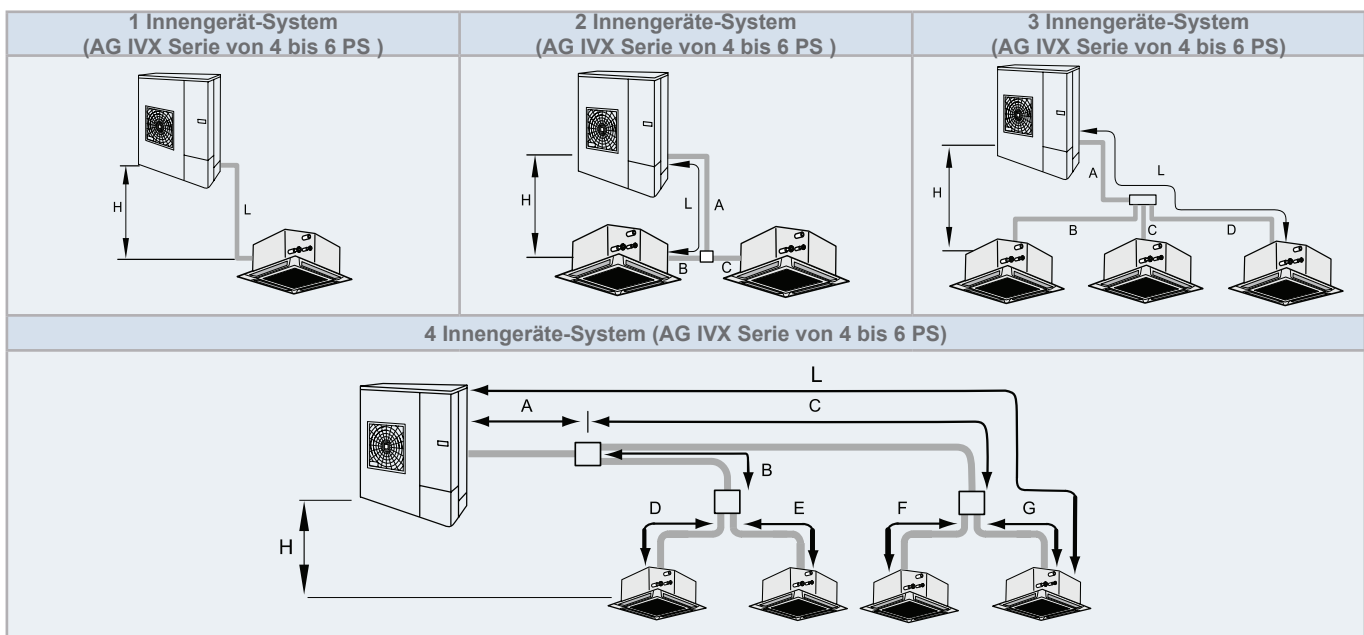 1 Innengerät-System
(AG IVX Serie von 4 bis 6 PS )
2 Innengeräte-System
(AG IVX Serie von 4 bis 6 PS )
3 Innengeräte-System
(AG IVX Serie von 4 bis 6 PS)
H
L
H
L
A
B
C
H
A
L
B
C
D
4 Innengeräte-System (AG IVX Serie von 4 bis 6 PS)
L
A
C
B
D
E
F
G
H